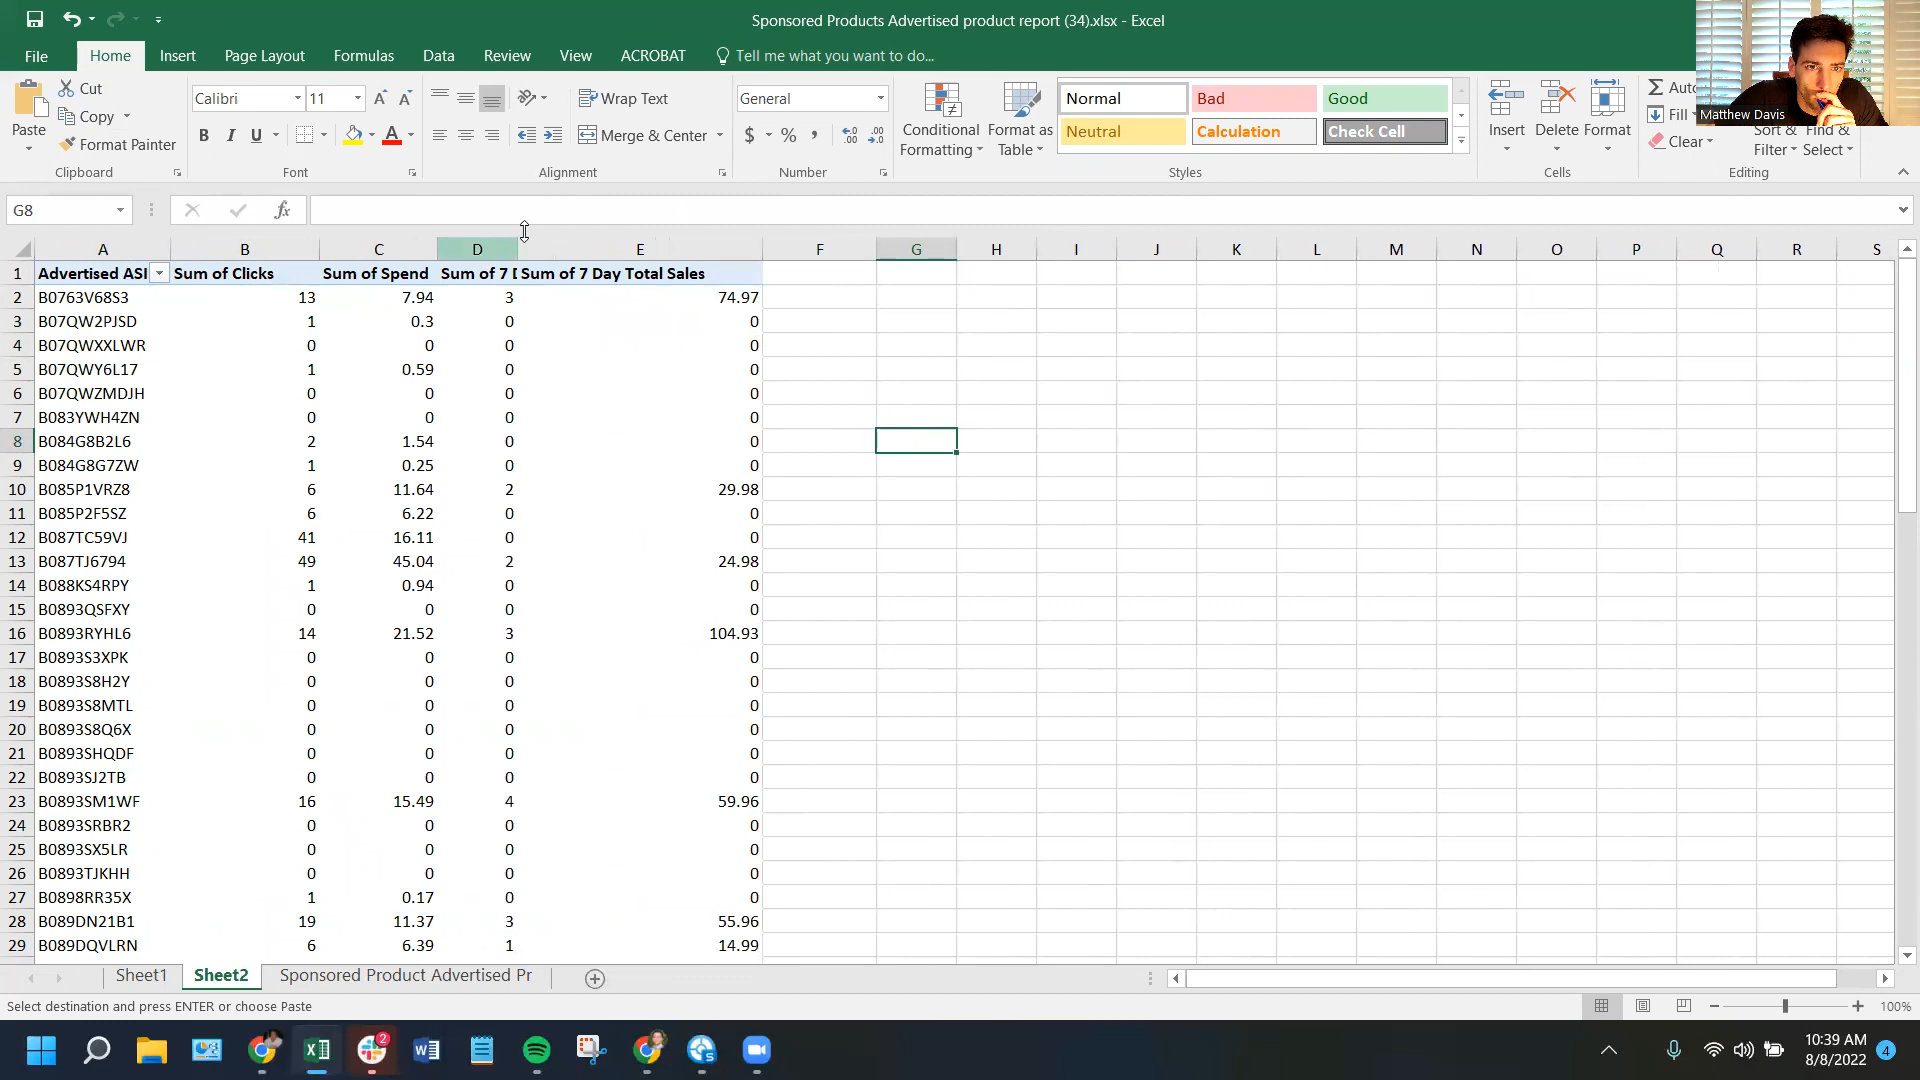 Sponsored Products Advertised product report (34).xlsx - Excel
File Home Insert Page Layout Formulas Data Review View ACROBAT Tell me what you want to do...
Matthew Davis
Paste
Cut
Copy
Format Painter
Clipboard
Calibri 11
B I U
Font
Wrap Text
Merge & Center
Alignment
General
$ %
Number
Conditional Formatting
Format as Table
Normal Bad Good
Neutral Calculation Check Cell
Styles
Insert Delete Format
Cells
Fill
Clear
Sort & Filter
Find & Select
Editing
G8 fx
A B C D E F G H I J K L M N O P Q R S
1 Advertised ASI Sum of Clicks Sum of Spend Sum of 7 D Sum of 7 Day Total Sales
2 B0763V68S3 13 7.94 3 74.97
3 B07QW2PJSD 1 0.3 0 0
4 B07QWXXLWR 0 0 0 0
5 B07QWY6L17 1 0.59 0 0
6 B07QWZMDJH 0 0 0 0
7 B083YWH4ZN 0 0 0 0
8 B084G8B2L6 2 1.54 0 0
9 B084G8G7ZW 1 0.25 0 0
10 B085P1VRZ8 6 11.64 2 29.98
11 B085P2F5SZ 6 6.22 0 0
12 B087TC59VJ 41 16.11 0 0
13 B087TJ6794 49 45.04 2 24.98
14 B088KS4RPY 1 0.94 0 0
15 B0893QSFXY 0 0 0 0
16 B0893RYHL6 14 21.52 3 104.93
17 B0893S3XPK 0 0 0 0
18 B0893S8H2Y 0 0 0 0
19 B0893S8MTL 0 0 0 0
20 B0893S8Q6X 0 0 0 0
21 B0893SHQDF 0 0 0 0
22 B0893SJ2TB 0 0 0 0
23 B0893SM1WF 16 15.49 4 59.96
24 B0893SRBR2 0 0 0 0
25 B0893SX5LR 0 0 0 0
26 B0893TJKHH 0 0 0 0
27 B0898RR35X 1 0.17 0 0
28 B089DN21B1 19 11.37 3 55.96
29 B089DQVLRN 6 6.39 1 14.99
Sheet1 Sheet2 Sponsored Product Advertised Pr
Select destination and press ENTER or choose Paste
100%
2
10:39 AM
8/8/2022
4